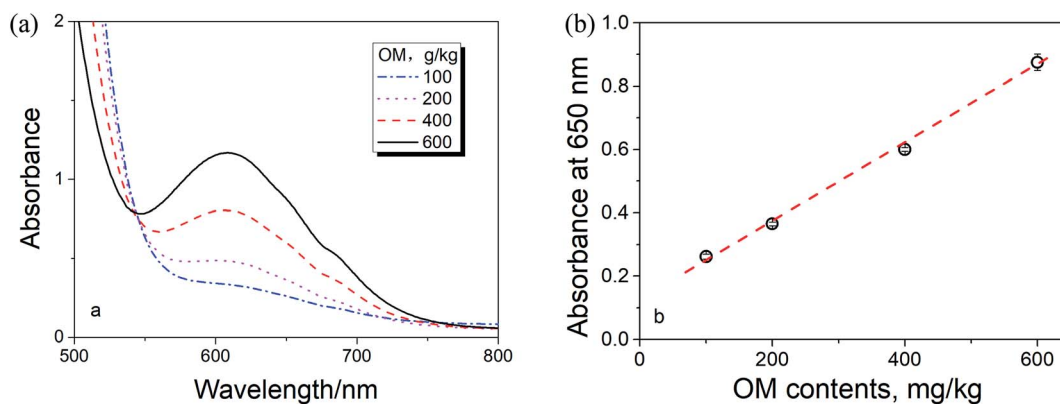 (a)
2
1
0
Absorbance
OM, g/kg
100
200
400
600
a
500
600
700
800
Wavelength/nm
(b)
1.0
0.8
0.6
0.4
0.2
0.0
Absorbance at 650 nm
b
0
200
400
600
OM contents, mg/kg